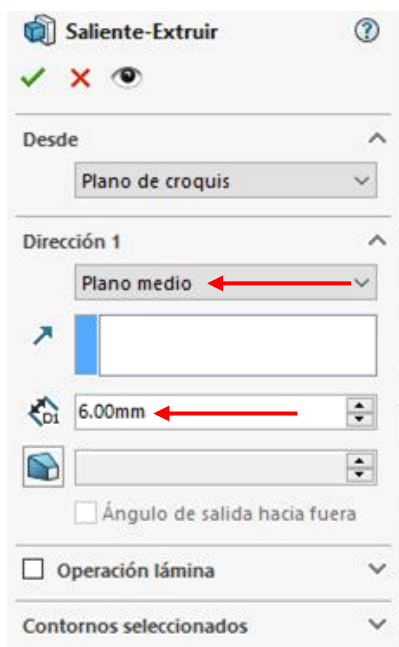 Saliente-Extruir
Desde
Plano de croquis
Dirección 1
Plano medio
D1 6.00mm
Ángulo de salida hacia fuera
Operación lámina
Contornos seleccionados